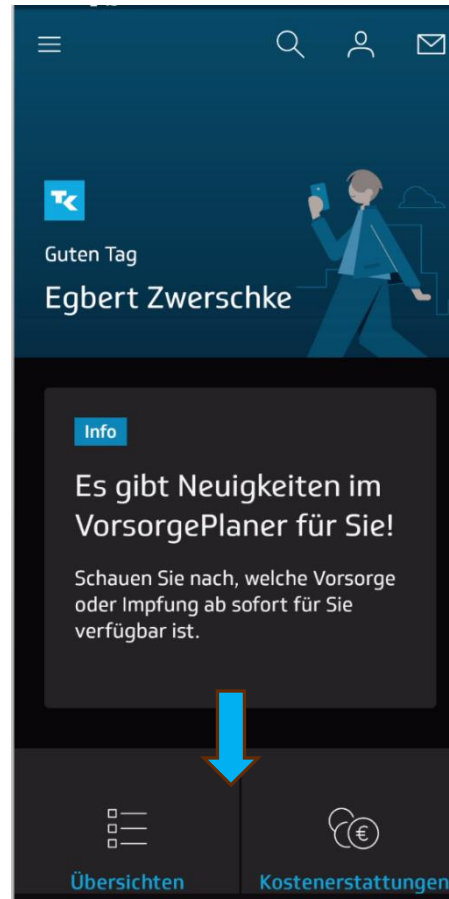 TK
Guten Tag
Egbert Zwerschke
Info
Es gibt Neuigkeiten im
VorsorgePlaner für Sie!
Schauen Sie nach, welche Vorsorge
oder Impfung ab sofort für Sie
verfügbar ist.
€
Übersichten
Kostenerstattungen